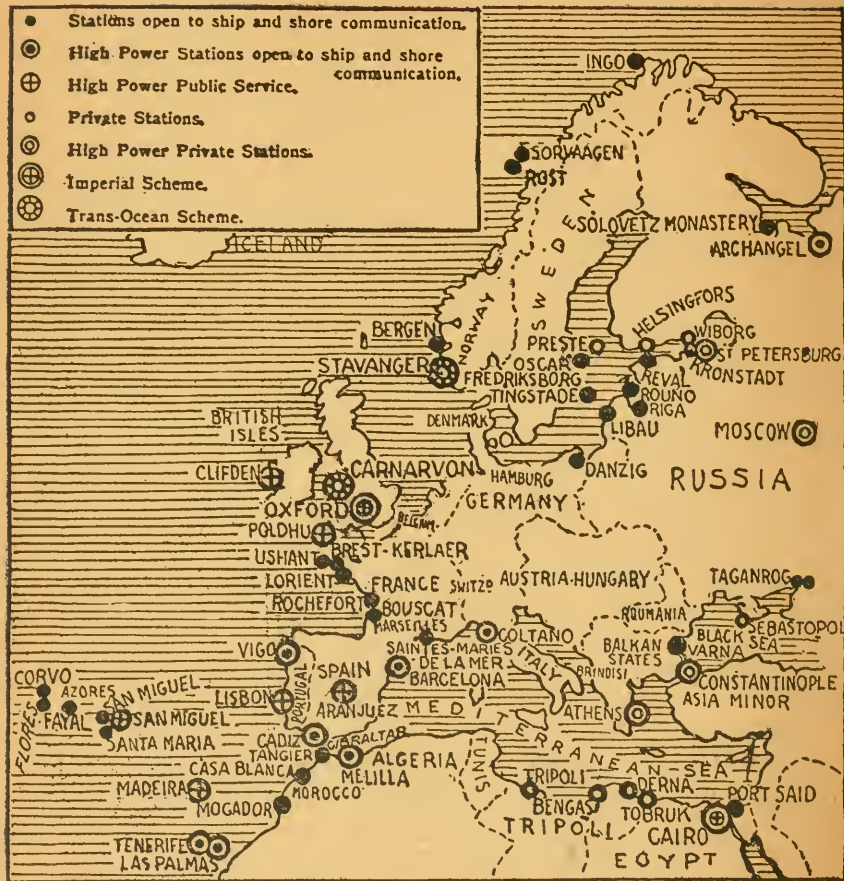 Stations open to ship and shore communication.
High Power Stations open to ship and shore
communication.
High Power Public Service.
Private Stations.
High Power Private Stations.
Imperial Scheme.
Trans-Ocean Scheme.
INGO
SORVAAGEN
ROST
ICELAND
SWEDEN
SOLOVETZ MONASTERY
ARCHANGEL
NORWAY
BERGEN
HELSINGFORS
WIBORG
PRESTE
ST PETERSBURG
STAVANGER
OSCAR
FREDRIKSBORG
KRONSTADT
REVAL
TINGSTADE
ROUNO
RIGA
BRITISH
ISLES
DENMARK
LIBAU
MOSCOW
CLIFDEN
CARNARVON
HAMBURG
DANZIG
RUSSIA
OXFORD
BELGIUM
GERMANY
POLDHU
USHANT
BREST-KERLAER
LORIENT
FRANCE
SWITZD
AUSTRIA-HUNGARY
TAGANROG
ROCHEFORT
BOUSCAT
ROUMANIA
MARSEILLES
SEBASTOPOL
VIGO
COLTANO
BALKAN
STATES
BLACK
SEA
VARNA
SAINTES-MARIES
DE LA MER
ITALY
BRINDISI
CORVO
AZORES
SAN MIGUEL
SPAIN
BARCELONA
CONSTANTINOPLE
LISBON
PORTUGAL
ARANJUEZ
MEDITERRANEAN-SEA
ATHENS
ASIA MINOR
FLORES
N-FAYAL
SAN MIGUEL
SANTA MARIA
CADIZ
GIBRALTAR
TANGIER
ALGERIA
TUNIS
CASA BLANCA
MELILLA
TRIPOLI
DERNA
MADEIRA
MOROCCO
PORT SAID
MOGADOR
BENGAS
TOBRUK
TRIPOLI
CAIRO
TENERIFE
LAS PALMAS
EGYPT